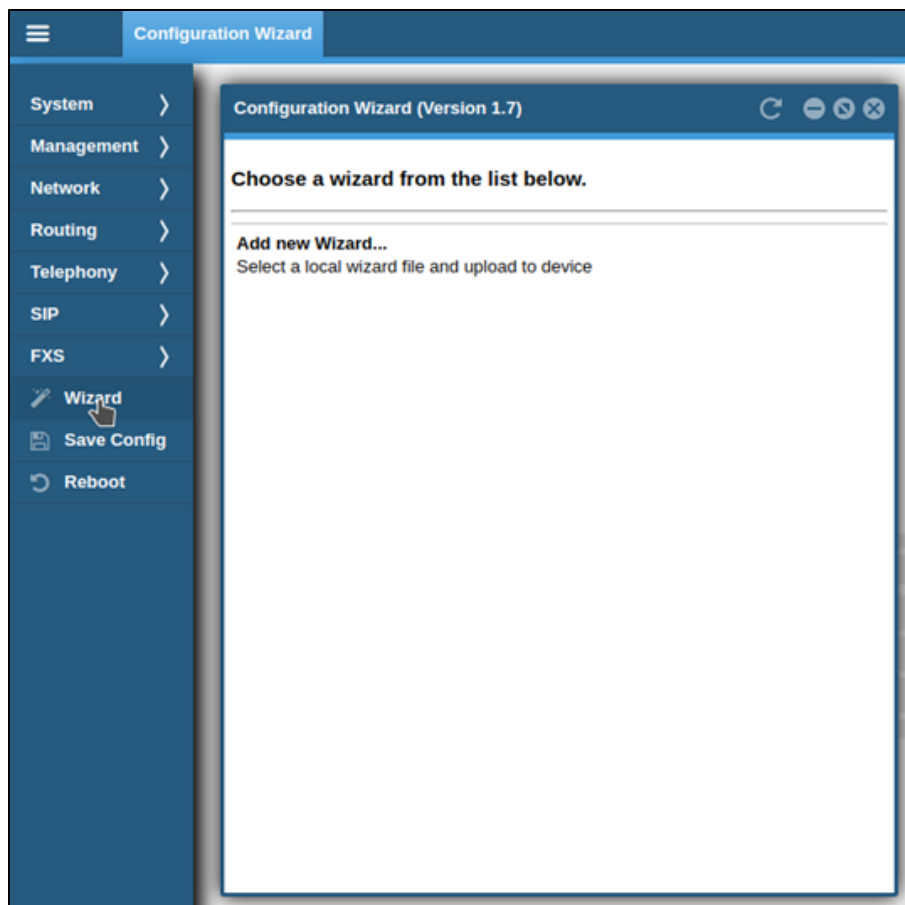 Configuration Wizard
System
Management
Network
Routing
Telephony
SIP
FXS
Wizard
Save Config
Reboot
Configuration Wizard (Version 1.7)
Choose a wizard from the list below.
Add new Wizard...
Select a local wizard file and upload to device